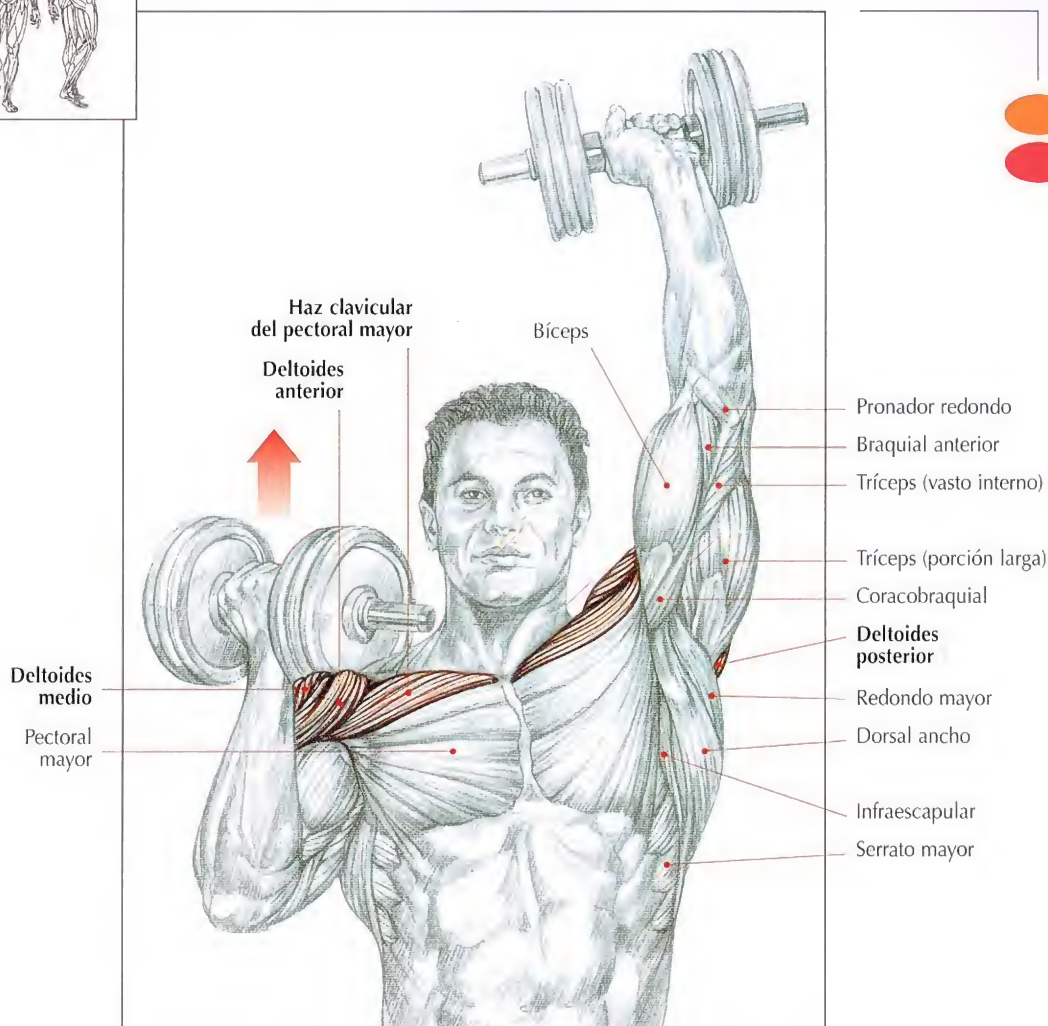 Haz clavicular
del pectoral mayor
Bíceps
Deltoides
anterior
Pronador redondo
Braquial anterior
Tríceps (vasto interno)
Tríceps (porción larga)
Coracobraquial
Deltoides
posterior
Deltoides
medio
Redondo mayor
Pectoral
mayor
Dorsal ancho
Infraescapular
Serrato mayor